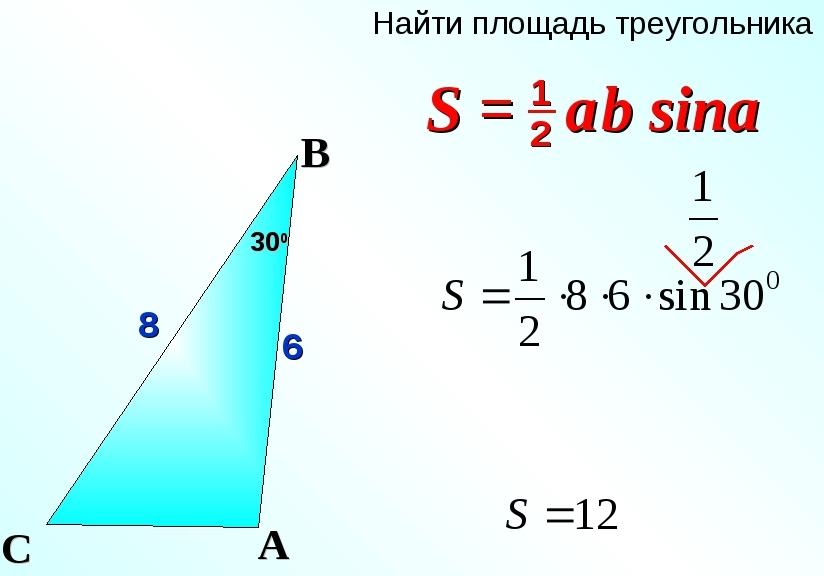 Найти площадь треугольника
S = 1/2 ab sina
B
30⁰
1/2
S = 1/2 · 8 · 6 · sin 30⁰
8
6
S = 12
C
A